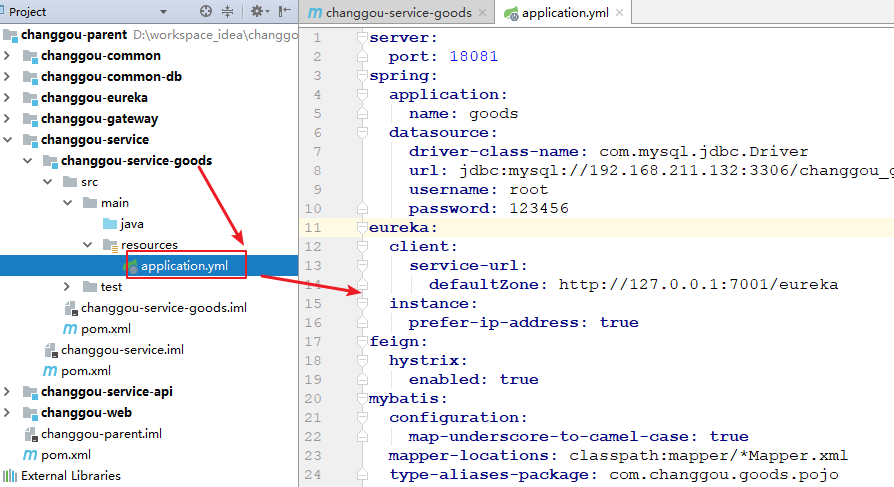 Project
changgou-parent D:\workspace_idea\changgo
changgou-common
changgou-common-db
changgou-eureka
changgou-gateway
changgou-service
changgou-service-goods
src
main
java
resources
application.yml
test
changgou-service-goods.iml
pom.xml
changgou-service.iml
pom.xml
changgou-service-api
changgou-web
changgou-parent.iml
pom.xml
External Libraries
changgou-service-goods
application.yml
1 server:
2 port: 18081
3 spring:
4 application:
5 name: goods
6 datasource:
7 driver-class-name: com.mysql.jdbc.Driver
8 url: jdbc:mysql://192.168.211.132:3306/changgou_g
9 username: root
10 password: 123456
11 eureka:
12 client:
13 service-url:
14 defaultZone: http://127.0.0.1:7001/eureka
15 instance:
16 prefer-ip-address: true
17 feign:
18 hystrix:
19 enabled: true
20 mybatis:
21 configuration:
22 map-underscore-to-camel-case: true
23 mapper-locations: classpath:mapper/*Mapper.xml
24 type-aliases-package: com.changgou.goods.pojo